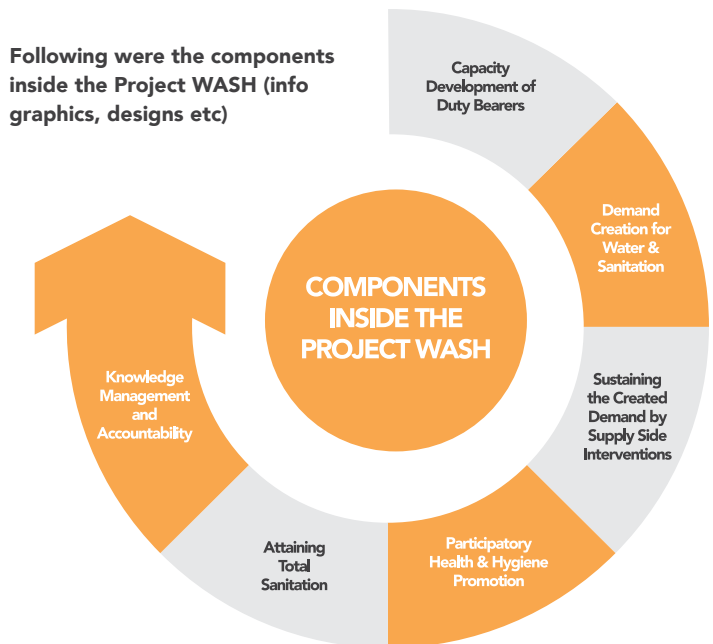 Following were the components
inside the Project WASH (info
graphics, designs etc)
Capacity
Development of
Duty Bearers
Demand
Creation for
Water &
Sanitation
Sustaining
the Created
Demand by
Supply Side
Interventions
Participatory
Health & Hygiene
Promotion
Attaining
Total
Sanitation
Knowledge
Management
and
Accountability
COMPONENTS
INSIDE THE
PROJECT WASH